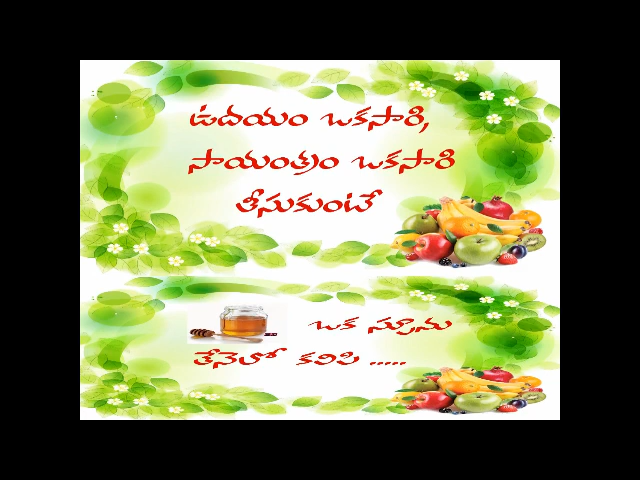 ఉదయం ఒకసారి,
సాయంత్రం ఒకసారి
తీసుకుంటే
ఒక స్పూను
తేనెలో కలిపి .....